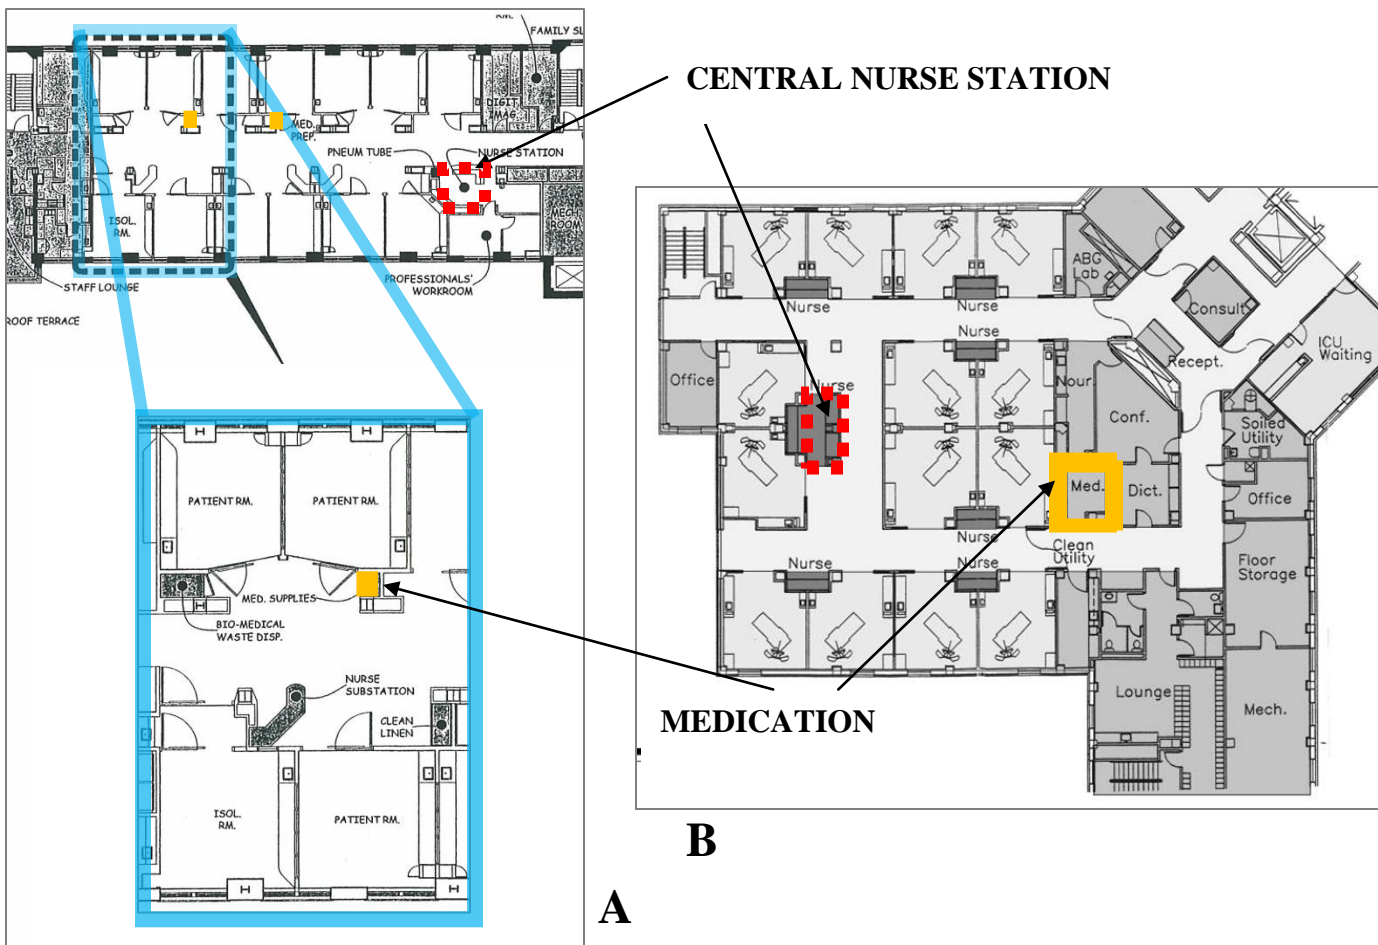 RM.
FAMILY SL
DIGIT.
IMAG.
MED.
PREP.
PNEUM TUBE
NURSE STATION
ISOL.
RM.
MECH.
ROOM
STAFF LOUNGE
PROFESSIONALS'
WORKROOM
ROOF TERRACE
CENTRAL NURSE STATION
H
H
PATIENT RM.
PATIENT RM.
MED. SUPPLIES
H
BIO-MEDICAL
WASTE DISP.
NURSE
SUBSTATION
CLEAN
LINEN
ISOL.
RM.
PATIENT RM.
H
H
A
ABG
Lab
Nurse
Nurse
Nurse
Consult
Recept.
ICU
Waiting
Office
Nurse
Nour.
Conf.
Soiled
Utility
Med.
Dict.
Office
Nurse
Clean
Utility
Nurse
Nurse
Floor
Storage
Lounge
Mech.
MEDICATION
B